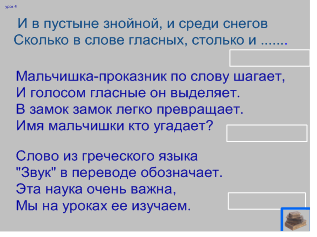 И в пустыне знойной, и среди снегов
Сколько в слове гласных, столько и .......
Мальчишка-проказник по слову шагает,
И голосом гласные он выделяет.
В замок замок легко превращает.
Имя мальчишки кто угадает?
Слово из греческого языка
"Звук" в переводе обозначает.
Эта наука очень важна,
Мы на уроках ее изучаем.